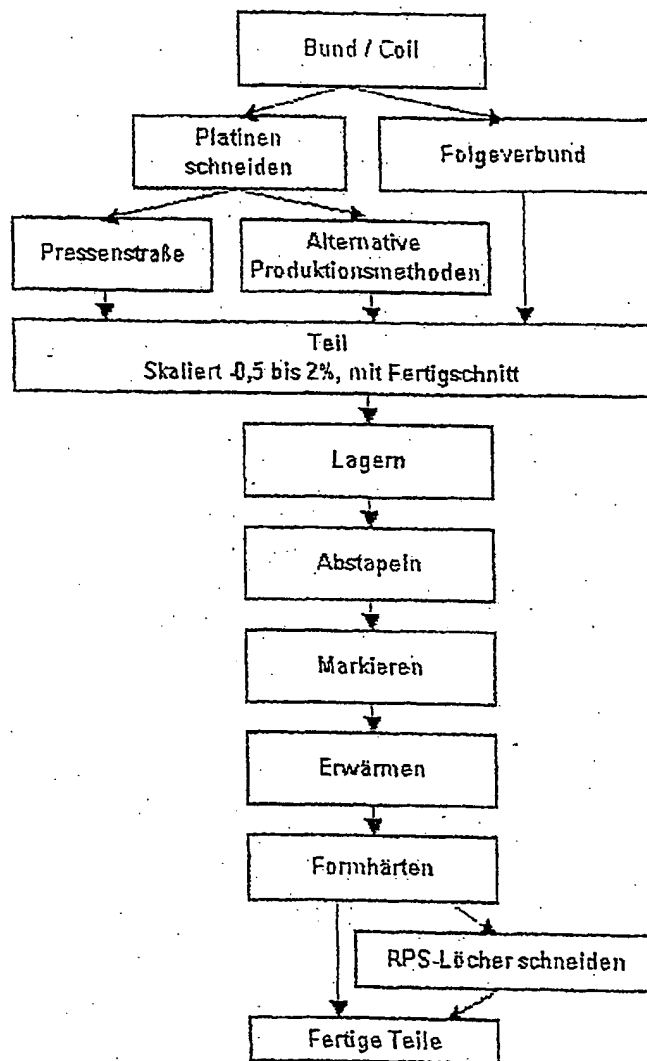 Bund / Coil
Platinen
schneiden
Folgeverbund
Pressenstraße
Alternative
Produktionsmethoden
Teil
Skaliert -0,5 bis 2%, mit Fertigschnitt
Lagern
Abstapeln
Markieren
Erwärmen
Formhärten
RPS-Löcher schneiden
Fertige Teile